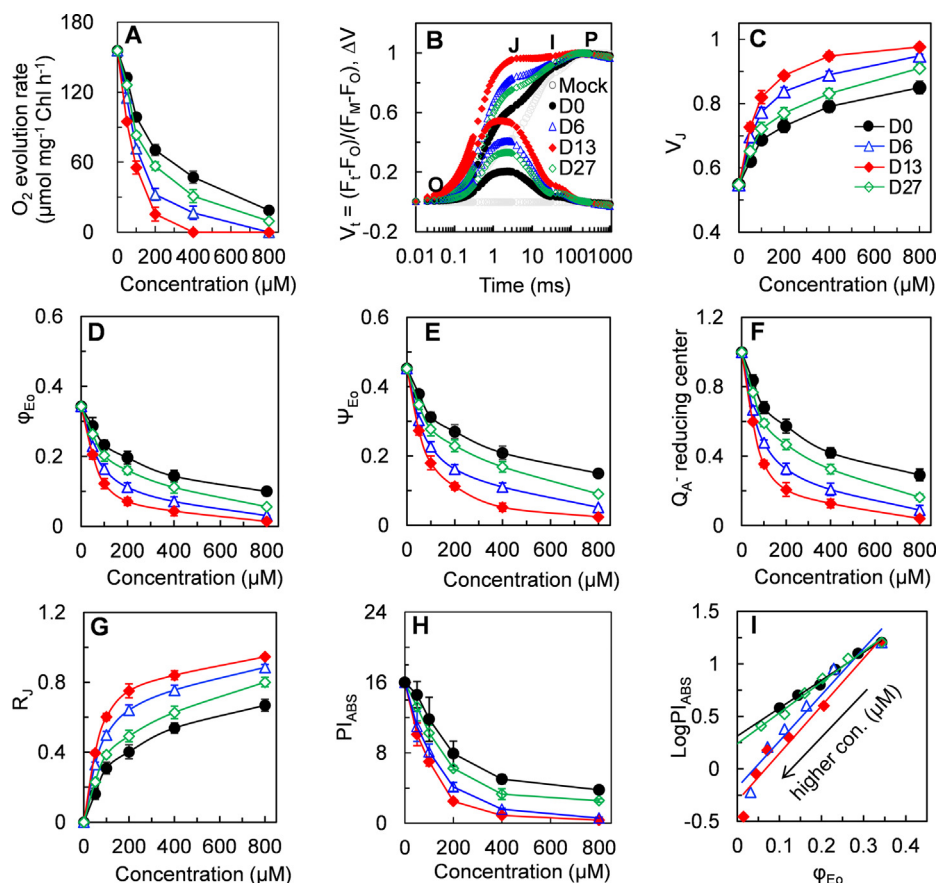 A
O₂ evolution rate
(µmol mg⁻¹ Chl h⁻¹)
180
120
60
0
0 200 400 600 800
Concentration (µM)
B
J I P
O
Vt = (Ft-FO)/(FM-FO), ΔV
1
0.6
0.2
-0.2
Mock
D0
D6
D13
D27
0.01 0.1 1 10 1001000
Time (ms)
C
VJ
1
0.8
0.6
0.4
D0
D6
D13
D27
0 200 400 600 800
Concentration (µM)
D
φEo
0.6
0.4
0.2
0
0 200 400 600 800
Concentration (µM)
E
ΨEo
0.6
0.4
0.2
0
0 200 400 600 800
Concentration (µM)
F
QA- reducing center
1.2
0.8
0.4
0
0 200 400 600 800
Concentration (µM)
G
RJ
1.2
0.8
0.4
0
0 200 400 600 800
Concentration (µM)
H
PIABS
24
16
8
0
0 200 400 600 800
Concentration (µM)
I
LogPIABS
1.5
1.0
0.5
0
-0.5
higher con. (µM)
0 0.1 0.2 0.3 0.4
φEo